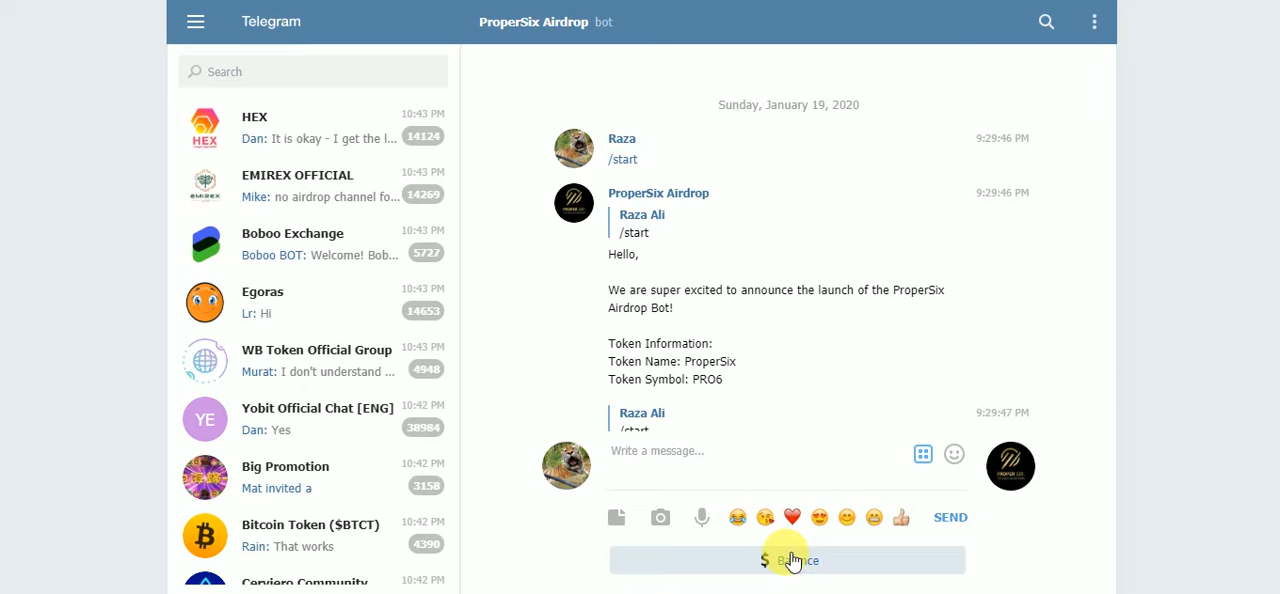 Telegram
ProperSix Airdrop bot
Search
HEX 10:43 PM
Dan: It is okay - I get the l... 14124
EMIREX OFFICIAL 10:43 PM
Mike: no airdrop channel fo... 14269
Boboo Exchange 10:43 PM
Boboo BOT: Welcome! Bob... 5727
Egoras 10:43 PM
Lr: Hi 14653
WB Token Official Group 10:43 PM
Murat: I don't understand ... 4948
YE
Yobit Official Chat [ENG] 10:42 PM
Dan: Yes 38984
Big Promotion 10:42 PM
Mat invited a 3158
Bitcoin Token ($BTCT) 10:42 PM
Rain: That works 4390
Cerviero Community 10:42 PM
Sunday, January 19, 2020
Raza 9:29:46 PM
/start
ProperSix Airdrop 9:29:46 PM
Raza Ali
/start
Hello,
We are super excited to announce the launch of the ProperSix
Airdrop Bot!
Token Information:
Token Name: ProperSix
Token Symbol: PRO6
Raza Ali 9:29:47 PM
/start
Write a message...
SEND
$ Balance